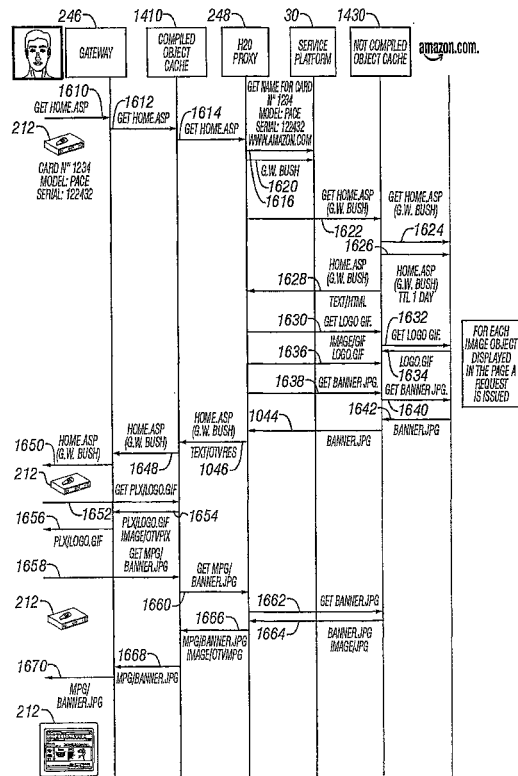 246
1410
248
30
1430
GATEWAY
COMPILED
OBJECT
CACHE
H20
PROXY
SERVICE
PLATFORM
NOT COMPILED
OBJECT CACHE
amazon.com.
1610
GET HOME.ASP
212
CARD N° 1234
MODEL: PACE
SERIAL: 122432
1612
GET HOME.ASP
1614
GET HOME.ASP
GET NAME FOR CARD
N° 1234
MODEL: PACE
SERIAL: 122432
WWW.AMAZON.COM
G.W. BUSH
1620
1616
GET HOME.ASP
(G.W. BUSH)
1622
GET HOME.ASP
(G.W. BUSH)
1624
1626
HOME.ASP
(G.W. BUSH)
TTL 1 DAY
1628
HOME.ASP
(G.W. BUSH)
TEXT/HTML
1630
GET LOGO GIF.
1632
GET LOGO GIF.
1636
IMAGE/GIF
LOGO.GIF
LOGO.GIF
1634
1638
GET BANNER.JPG.
GET BANNER.JPG.
1640
1642
BANNER.JPG
FOR EACH
IMAGE OBJECT
DISPLAYED
IN THE PAGE A
REQUEST
IS ISSUED
1044
BANNER.JPG
HOME.ASP
(G.W. BUSH)
TEXT/OTVRES
1046
HOME.ASP
(G.W. BUSH)
1648
1650
HOME.ASP
(G.W. BUSH)
212
GET PLX/LOGO.GIF
1652
1654
PLX/LOGO.GIF
IMAGE/OTVPIX
1656
PLX/LOGO.GIF
1658
GET MPG/
BANNER.JPG
GET MPG/
BANNER.JPG
1660
212
1662
GET BANNER.JPG
1664
BANNER.JPG
IMAGE/JPG
1666
MPG/BANNER.JPG
IMAGE/OTVMPG
1668
MPG/BANNER.JPG
1670
MPG/
BANNER.JPG
212